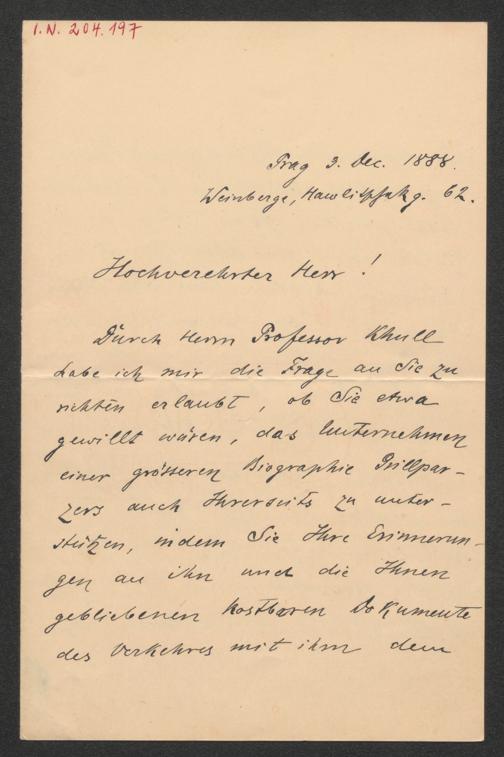 I.N. 204.197
Prag 3. Dec. 1888.
Weinberge, Hawlitschekg. 62.
Hochverehrter Herr!
Durch Herrn Professor Khull
habe ich mir die Frage an Sie zu
richten erlaubt, ob Sie etwa
gewillt wären, das Unternehmen
einer grösseren Biographie Grillpar-
zers auch Ihrerseits zu unter-
stützen, indem Sie Ihre Erinnerun-
gen an ihn und die Ihnen
gebliebenen kostbaren Dokumente
des Verkehres mit ihm dem